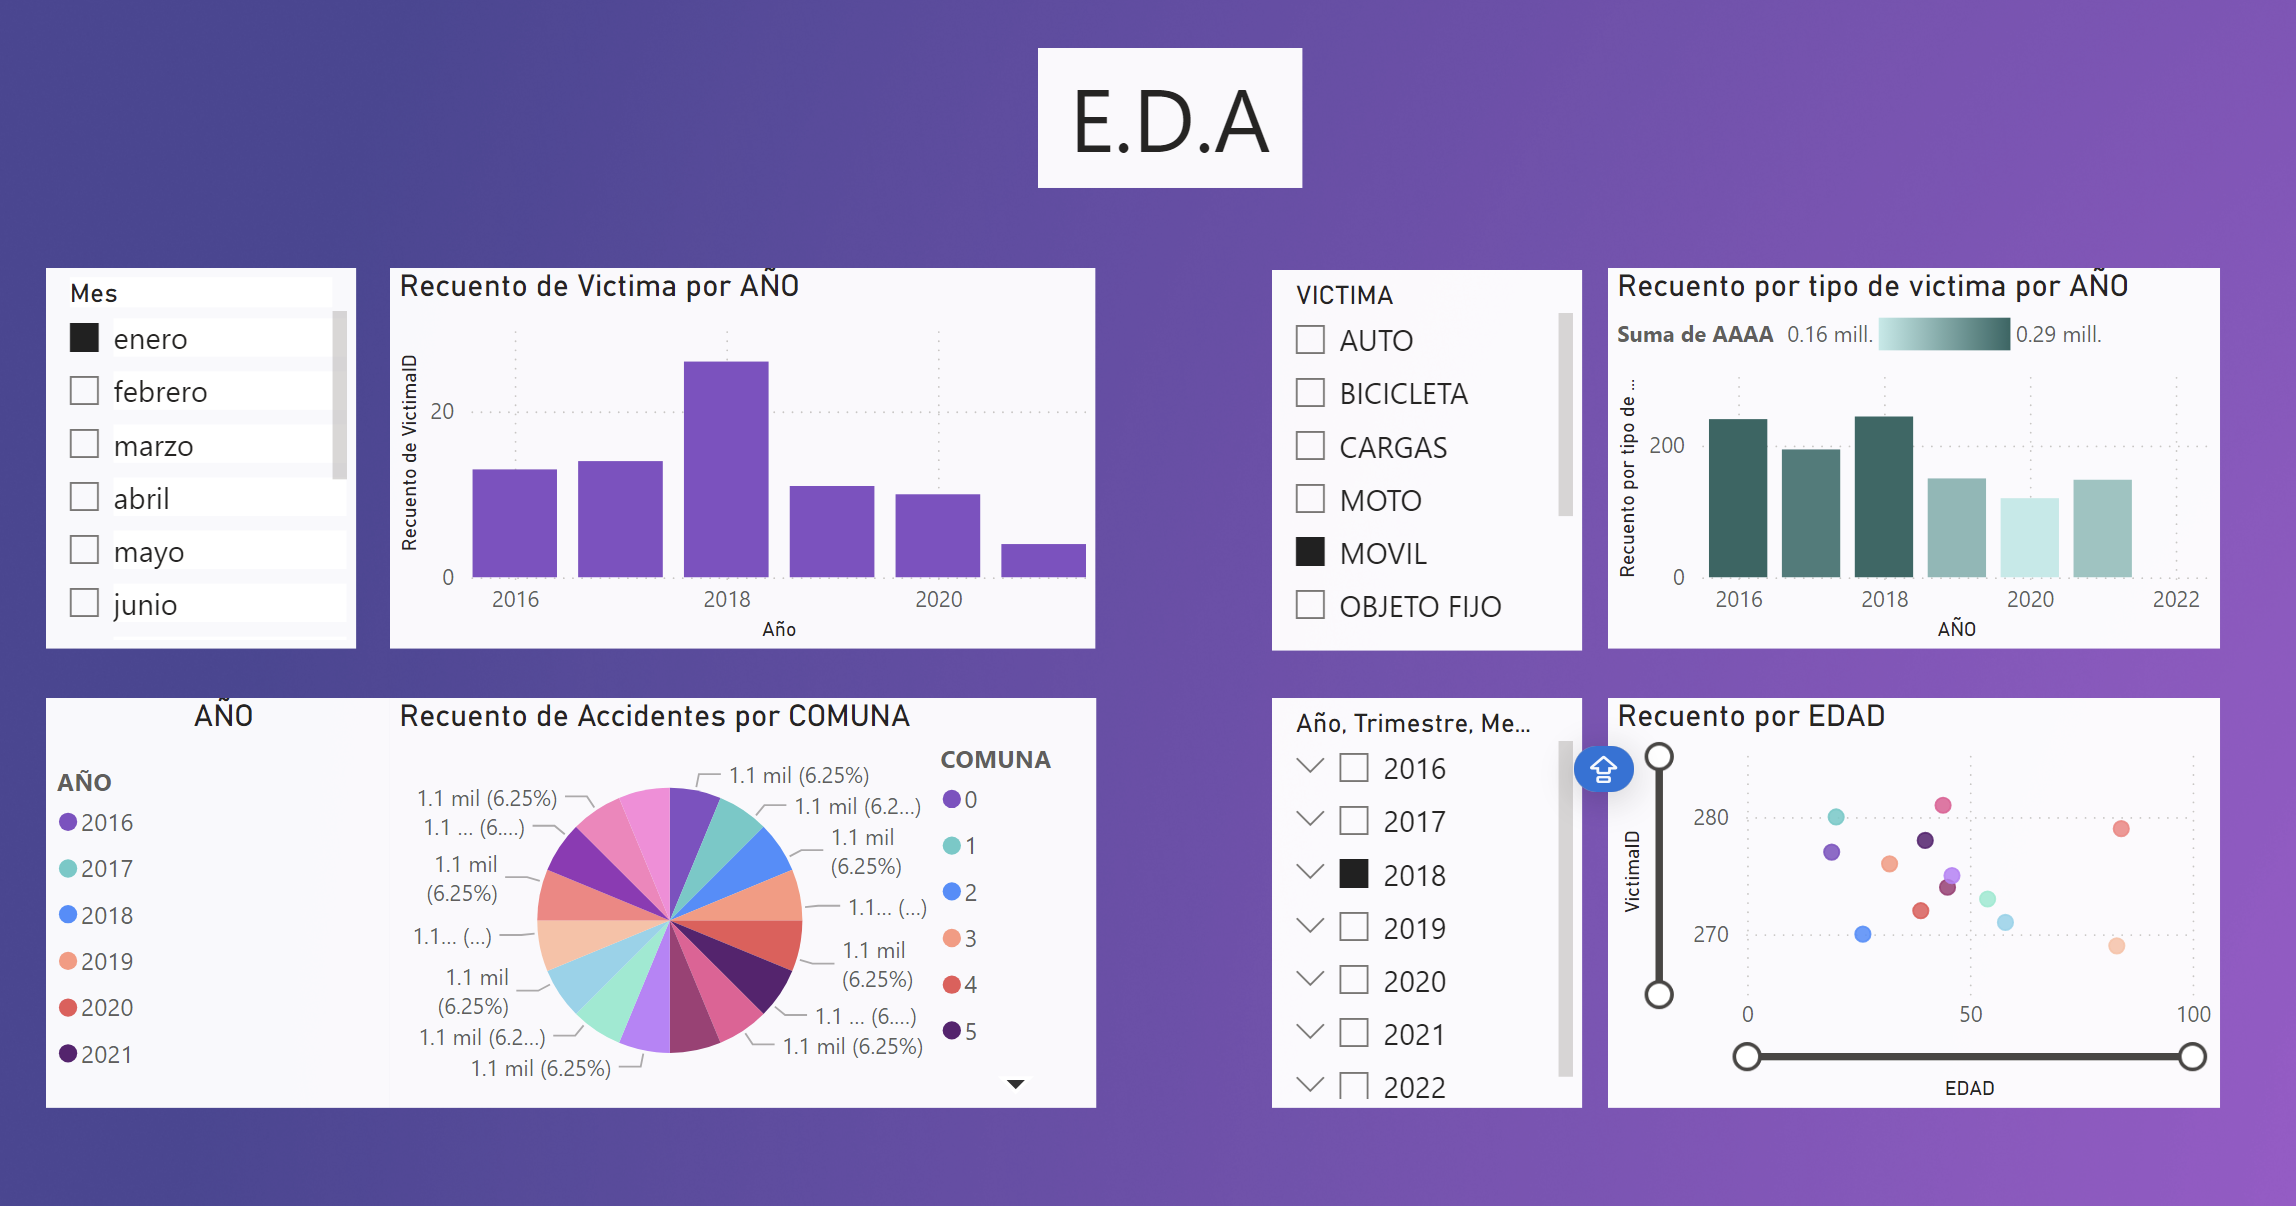 E.D.A
Mes
enero
febrero
marzo
abril
mayo
junio
Recuento de Victima por AÑO
Recuento de VictimaID
20
0
2016
2018
2020
Año
VICTIMA
AUTO
BICICLETA
CARGAS
MOTO
MOVIL
OBJETO FIJO
Recuento por tipo de victima por AÑO
Suma de AAAA 0.16 mill. 0.29 mill.
Recuento por tipo de ...
200
0
2016
2018
2020
2022
AÑO
AÑO
AÑO
2016
2017
2018
2019
2020
2021
Recuento de Accidentes por COMUNA
1.1 mil (6.25%)
1.1 mil (6.2...)
1.1 mil
(6.25%)
1.1... (...)
1.1 mil
(6.25%)
1.1 ... (6....)
1.1 mil (6.25%)
1.1 mil (6.25%)
1.1 mil (6.2...)
1.1 mil
(6.25%)
1.1... (...)
1.1 mil
(6.25%)
1.1 ... (6....)
1.1 mil (6.25%)
COMUNA
0
1
2
3
4
5
Año, Trimestre, Me...
2016
2017
2018
2019
2020
2021
2022
Recuento por EDAD
VictimaID
280
270
0
50
100
EDAD